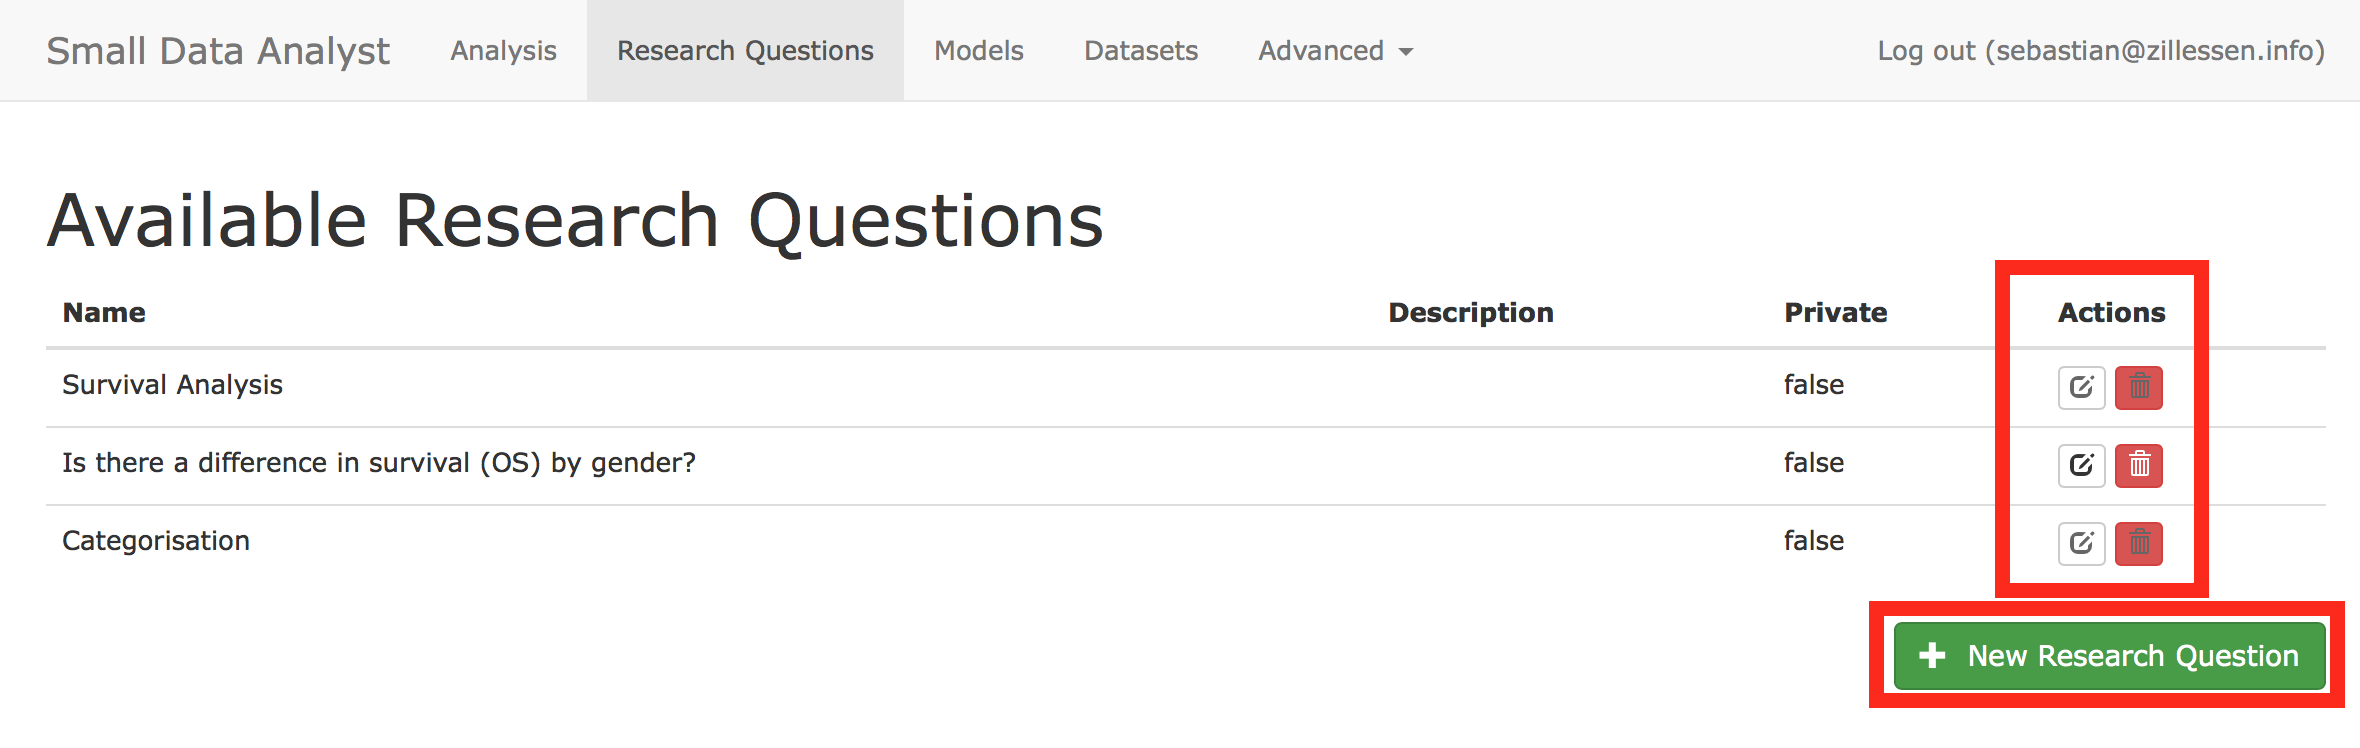 Small Data Analyst Analysis Research Questions Models Datasets Advanced Log out (sebastian@zillessen.info)
Available Research Questions
Name Description Private Actions
Survival Analysis false
Is there a difference in survival (OS) by gender? false
Categorisation false
New Research Question